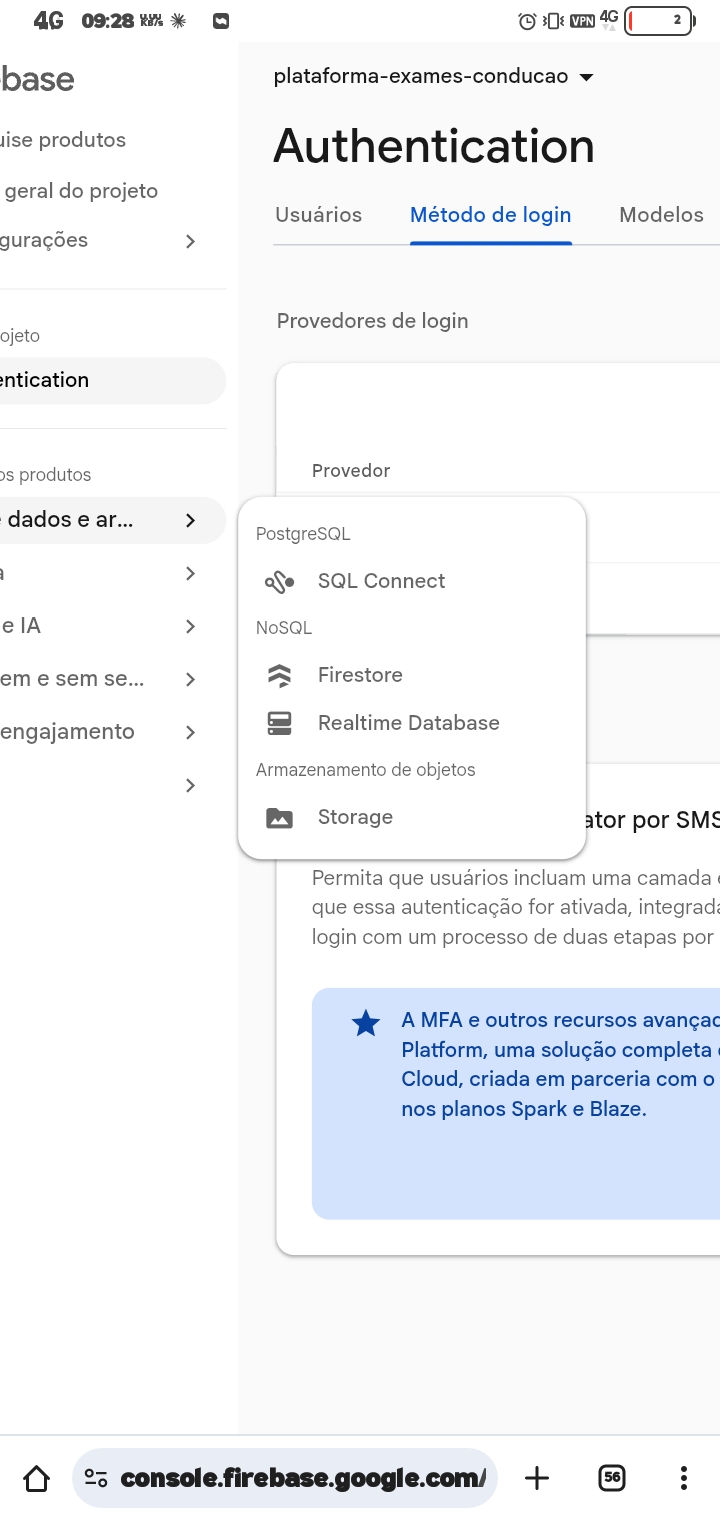 4G 09:28 KB/s VPN 4G 2
base
uise produtos
geral do projeto
gurações
ojeto
entication
os produtos
e dados e ar...
a
e IA
em e sem se...
engajamento
plataforma-exames-conducao
Authentication
Usuários Método de login Modelos
Provedores de login
Provedor
PostgreSQL
SQL Connect
NoSQL
Firestore
Realtime Database
Armazenamento de objetos
Storage
ator por SMS
Permita que usuários incluam uma camada e
que essa autenticação for ativada, integrada
login com um processo de duas etapas por
A MFA e outros recursos avançad
Platform, uma solução completa
Cloud, criada em parceria com o
nos planos Spark e Blaze.
console.firebase.google.com/
56